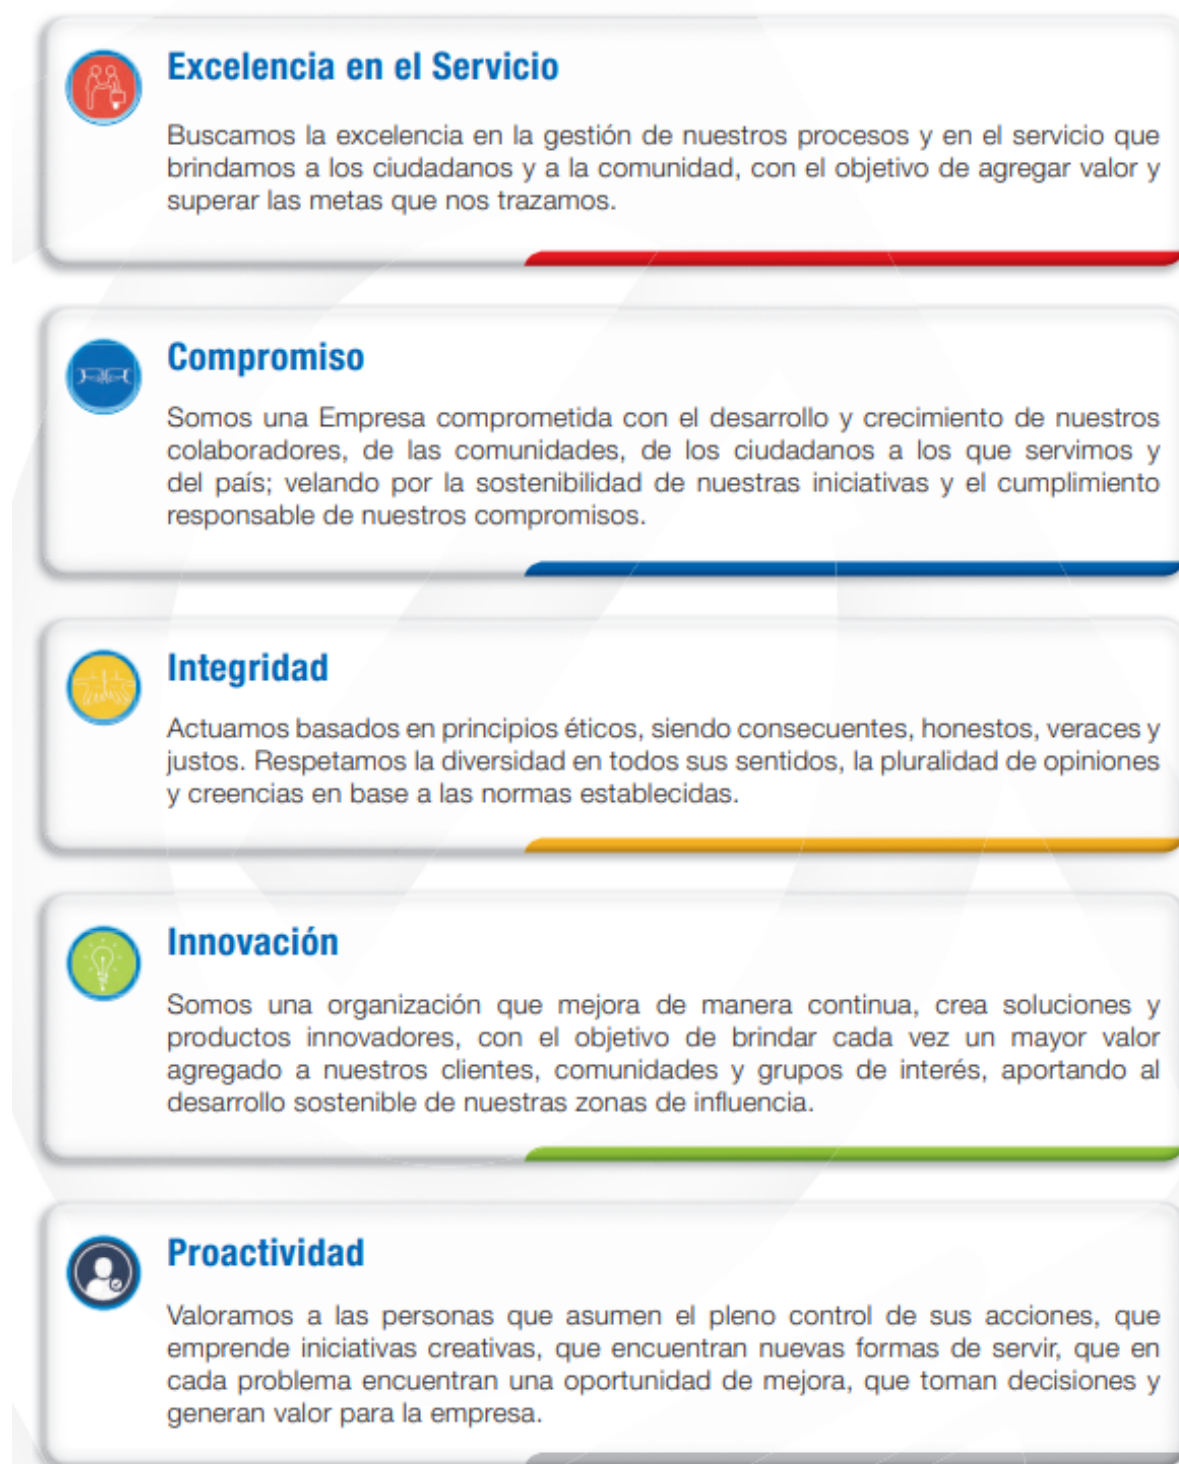 Excelencia en el Servicio
Buscamos la excelencia en la gestión de nuestros procesos y en el servicio que
brindamos a los ciudadanos y a la comunidad, con el objetivo de agregar valor y
superar las metas que nos trazamos.
Compromiso
Somos una Empresa comprometida con el desarrollo y crecimiento de nuestros
colaboradores, de las comunidades, de los ciudadanos a los que servimos y
del país; velando por la sostenibilidad de nuestras iniciativas y el cumplimiento
responsable de nuestros compromisos.
Integridad
Actuamos basados en principios éticos, siendo consecuentes, honestos, veraces y
justos. Respetamos la diversidad en todos sus sentidos, la pluralidad de opiniones
y creencias en base a las normas establecidas.
Innovación
Somos una organización que mejora de manera continua, crea soluciones y
productos innovadores, con el objetivo de brindar cada vez un mayor valor
agregado a nuestros clientes, comunidades y grupos de interés, aportando al
desarrollo sostenible de nuestras zonas de influencia.
Proactividad
Valoramos a las personas que asumen el pleno control de sus acciones, que
emprende iniciativas creativas, que encuentran nuevas formas de servir, que en
cada problema encuentran una oportunidad de mejora, que toman decisiones y
generan valor para la empresa.